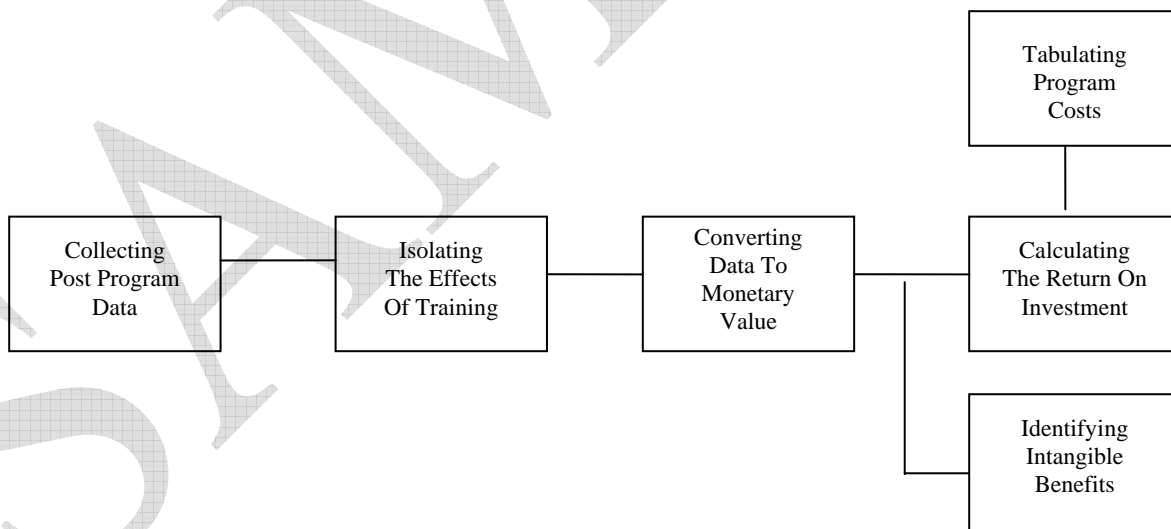 Tabulating
Program
Costs
Collecting
Post Program
Data
Isolating
The Effects
Of Training
Converting
Data To
Monetary
Value
Calculating
The Return On
Investment
Identifying
Intangible
Benefits